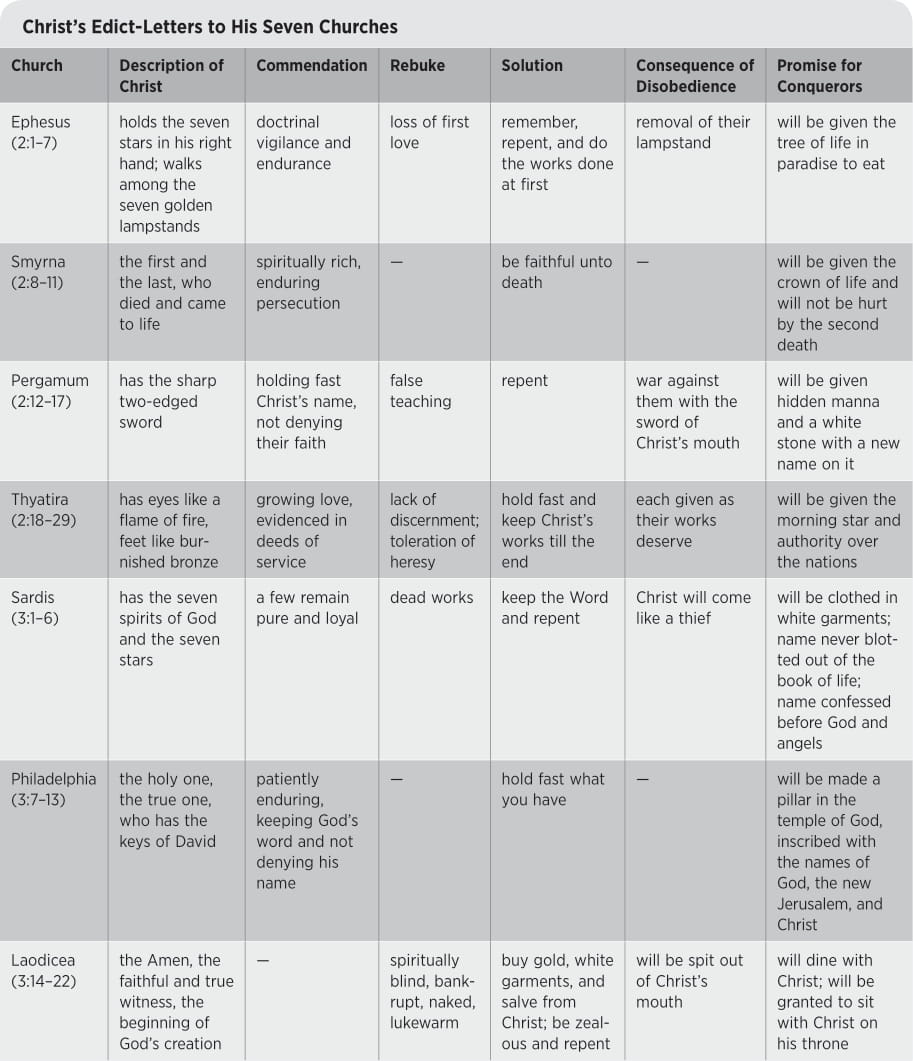 Christ’s Edict-Letters to His Seven Churches
Church
Description of
Christ
Commendation
Rebuke
Solution
Consequence of
Disobedience
Promise for
Conquerors
Ephesus
(2:1–7)
holds the seven
stars in his right
hand; walks
among the
seven golden
lampstands
doctrinal
vigilance and
endurance
loss of first
love
remember,
repent, and do
the works done
at first
removal of their
lampstand
will be given the
tree of life in
paradise to eat
Smyrna
(2:8–11)
the first and
the last, who
died and came
to life
spiritually rich,
enduring
persecution
—
be faithful unto
death
—
will be given the
crown of life and
will not be hurt
by the second
death
Pergamum
(2:12–17)
has the sharp
two-edged
sword
holding fast
Christ’s name,
not denying
their faith
false
teaching
repent
war against
them with the
sword of
Christ’s mouth
will be given
hidden manna
and a white
stone with a new
name on it
Thyatira
(2:18–29)
has eyes like a
flame of fire,
feet like bur-
nished bronze
growing love,
evidenced in
deeds of
service
lack of
discernment;
toleration of
heresy
hold fast and
keep Christ’s
works till the
end
each given as
their works
deserve
will be given the
morning star and
authority over
the nations
Sardis
(3:1–6)
has the seven
spirits of God
and the seven
stars
a few remain
pure and loyal
dead works
keep the Word
and repent
Christ will come
like a thief
will be clothed in
white garments;
name never blot-
ted out of the
book of life;
name confessed
before God and
angels
Philadelphia
(3:7–13)
the holy one,
the true one,
who has the
keys of David
patiently
enduring,
keeping God’s
word and not
denying his
name
—
hold fast what
you have
—
will be made a
pillar in the
temple of God,
inscribed with
the names of
God, the new
Jerusalem, and
Christ
Laodicea
(3:14–22)
the Amen, the
faithful and true
witness, the
beginning of
God’s creation
—
spiritually
blind, bank-
rupt, naked,
lukewarm
buy gold, white
garments, and
salve from
Christ; be zeal-
ous and repent
will be spit out
of Christ’s
mouth
will dine with
Christ; will be
granted to sit
with Christ on
his throne